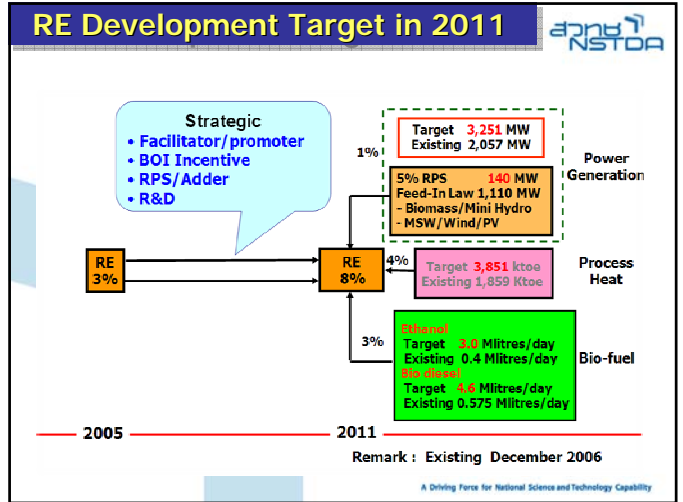 RE Development Target in 2011
สวทช
NSTDA
Strategic
• Facilitator/promoter
• BOI Incentive
• RPS/Adder
• R&D
Target 3,251 MW
Existing 2,057 MW
1%
Power
Generation
5% RPS 140 MW
Feed-In Law 1,110 MW
- Biomass/Mini Hydro
- MSW/Wind/PV
RE
3%
RE
8%
4%
Target 3,851 ktoe
Existing 1,859 Ktoe
Process
Heat
3%
Ethanol
Target 3.0 Mlitres/day
Existing 0.4 Mlitres/day
Bio diesel
Target 4.6 Mlitres/day
Existing 0.575 Mlitres/day
Bio-fuel
2005
2011
Remark : Existing December 2006
A Driving Force for National Science and Technology Capability